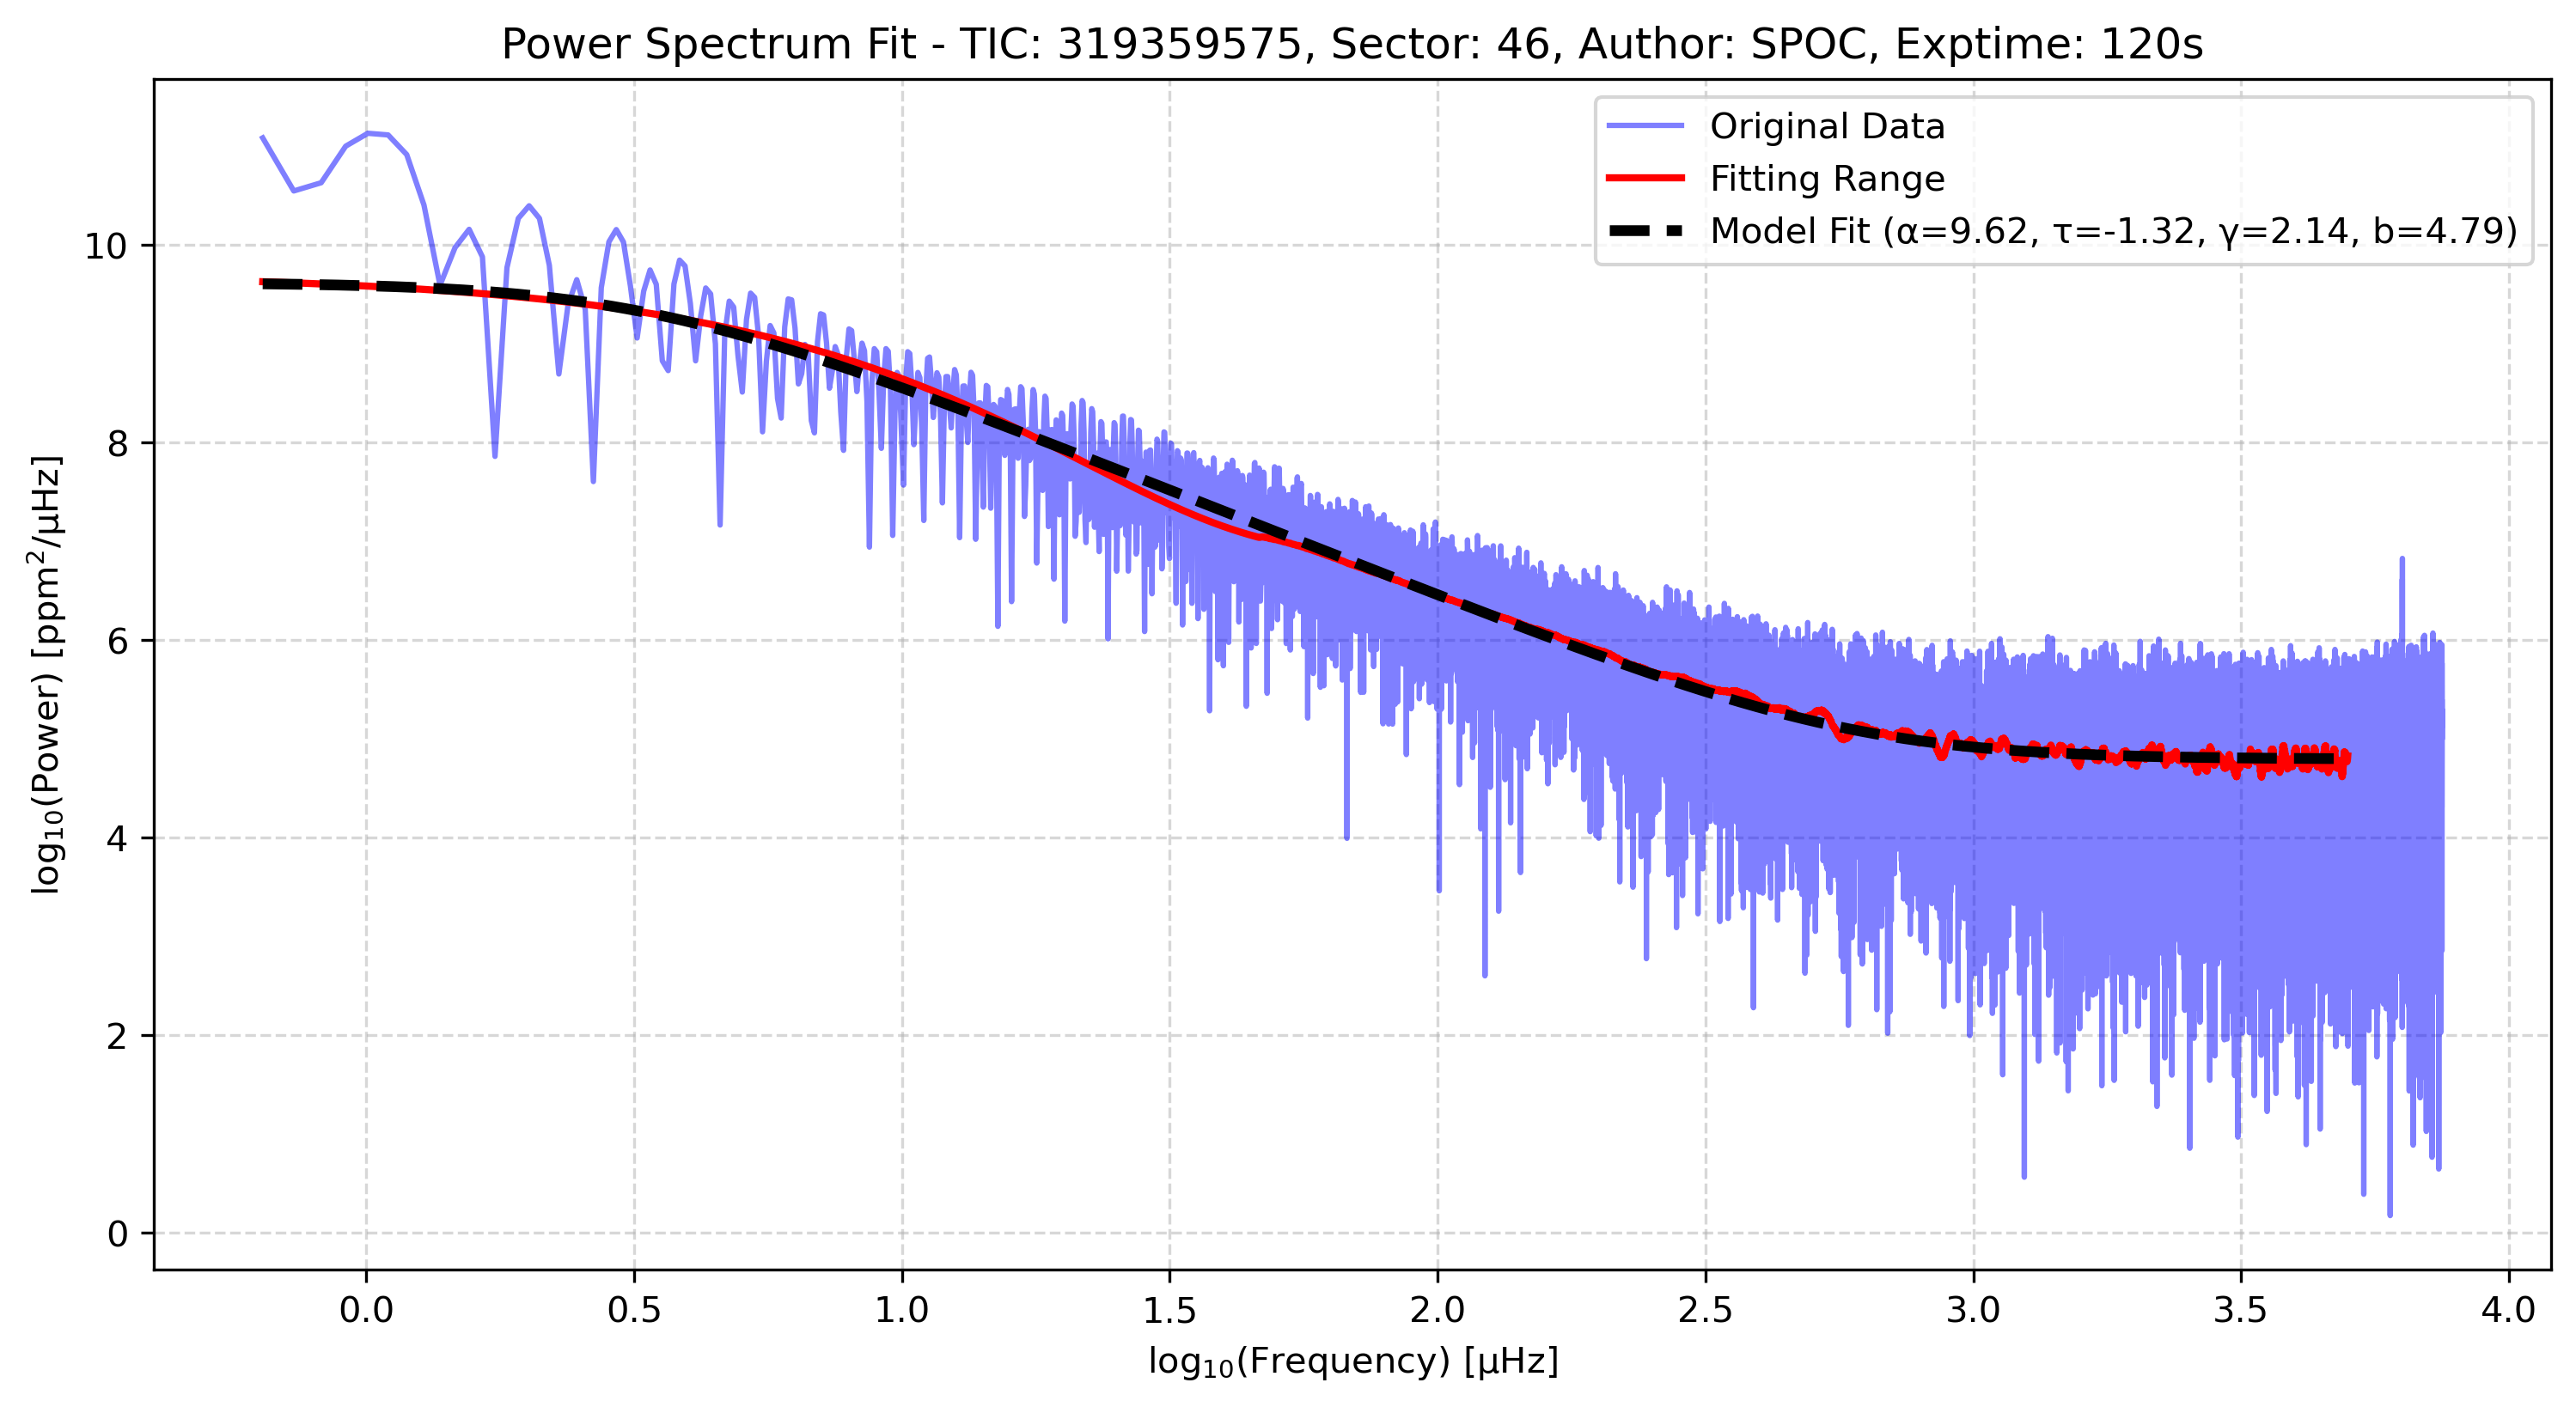 Power Spectrum Fit - TIC: 319359575, Sector: 46, Author: SPOC, Exptime: 120s
Original Data
Fitting Range
Model Fit (α=9.62, τ=-1.32, γ=2.14, b=4.79)
log₁₀(Power) [ppm²/μHz]
10
8
6
4
2
0
0.0 0.5 1.0 1.5 2.0 2.5 3.0 3.5 4.0
log₁₀(Frequency) [μHz]